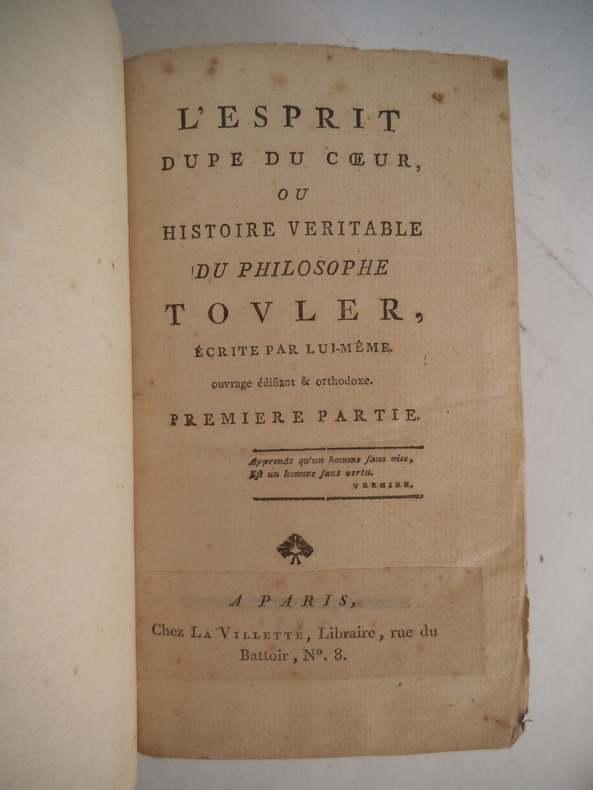 L'ESPRIT
DUPE DU CŒUR,
OU
HISTOIRE VERITABLE
DU PHILOSOPHE
TOVLER,
ÉCRITE PAR LUI-MÊME.
ouvrage édifiant & orthodoxe.
PREMIERE PARTIE.
Apprends qu'un homme ſans vice,
Eſt un homme ſans vertu.
VERGIER.
A PARIS,
Chez LA VILLETTE, Libraire, rue du
Battoir, Nº. 8.